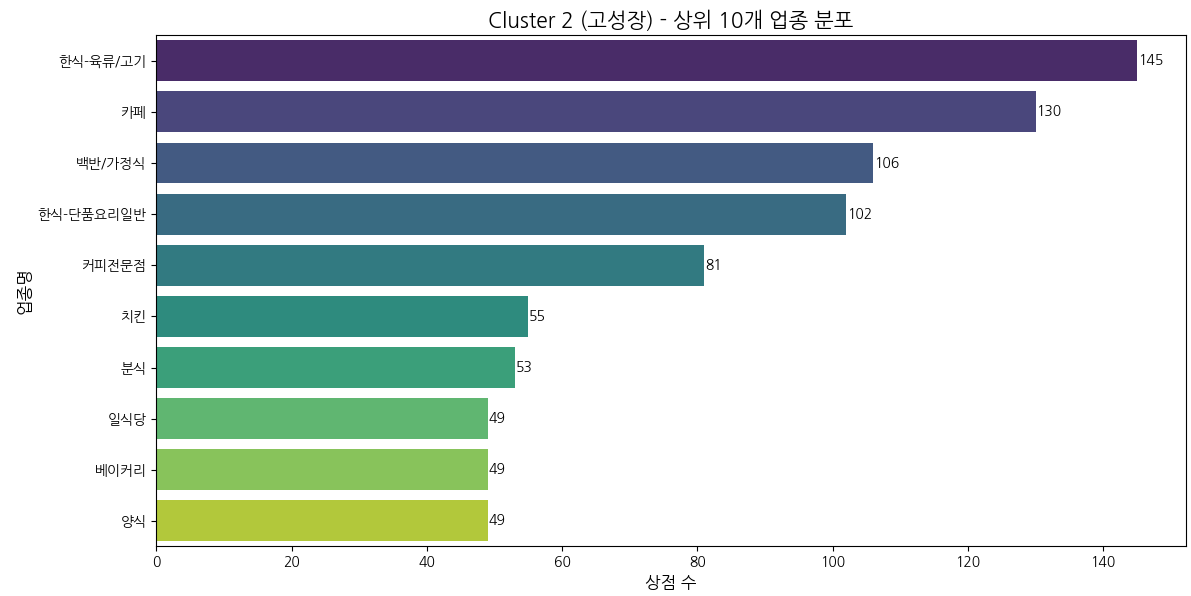 Cluster 2 (고성장) - 상위 10개 업종 분포
업종명
한식-육류/고기 145
카페 130
백반/가정식 106
한식-단품요리일반 102
커피전문점 81
치킨 55
분식 53
일식당 49
베이커리 49
양식 49
0 20 40 60 80 100 120 140
상점 수